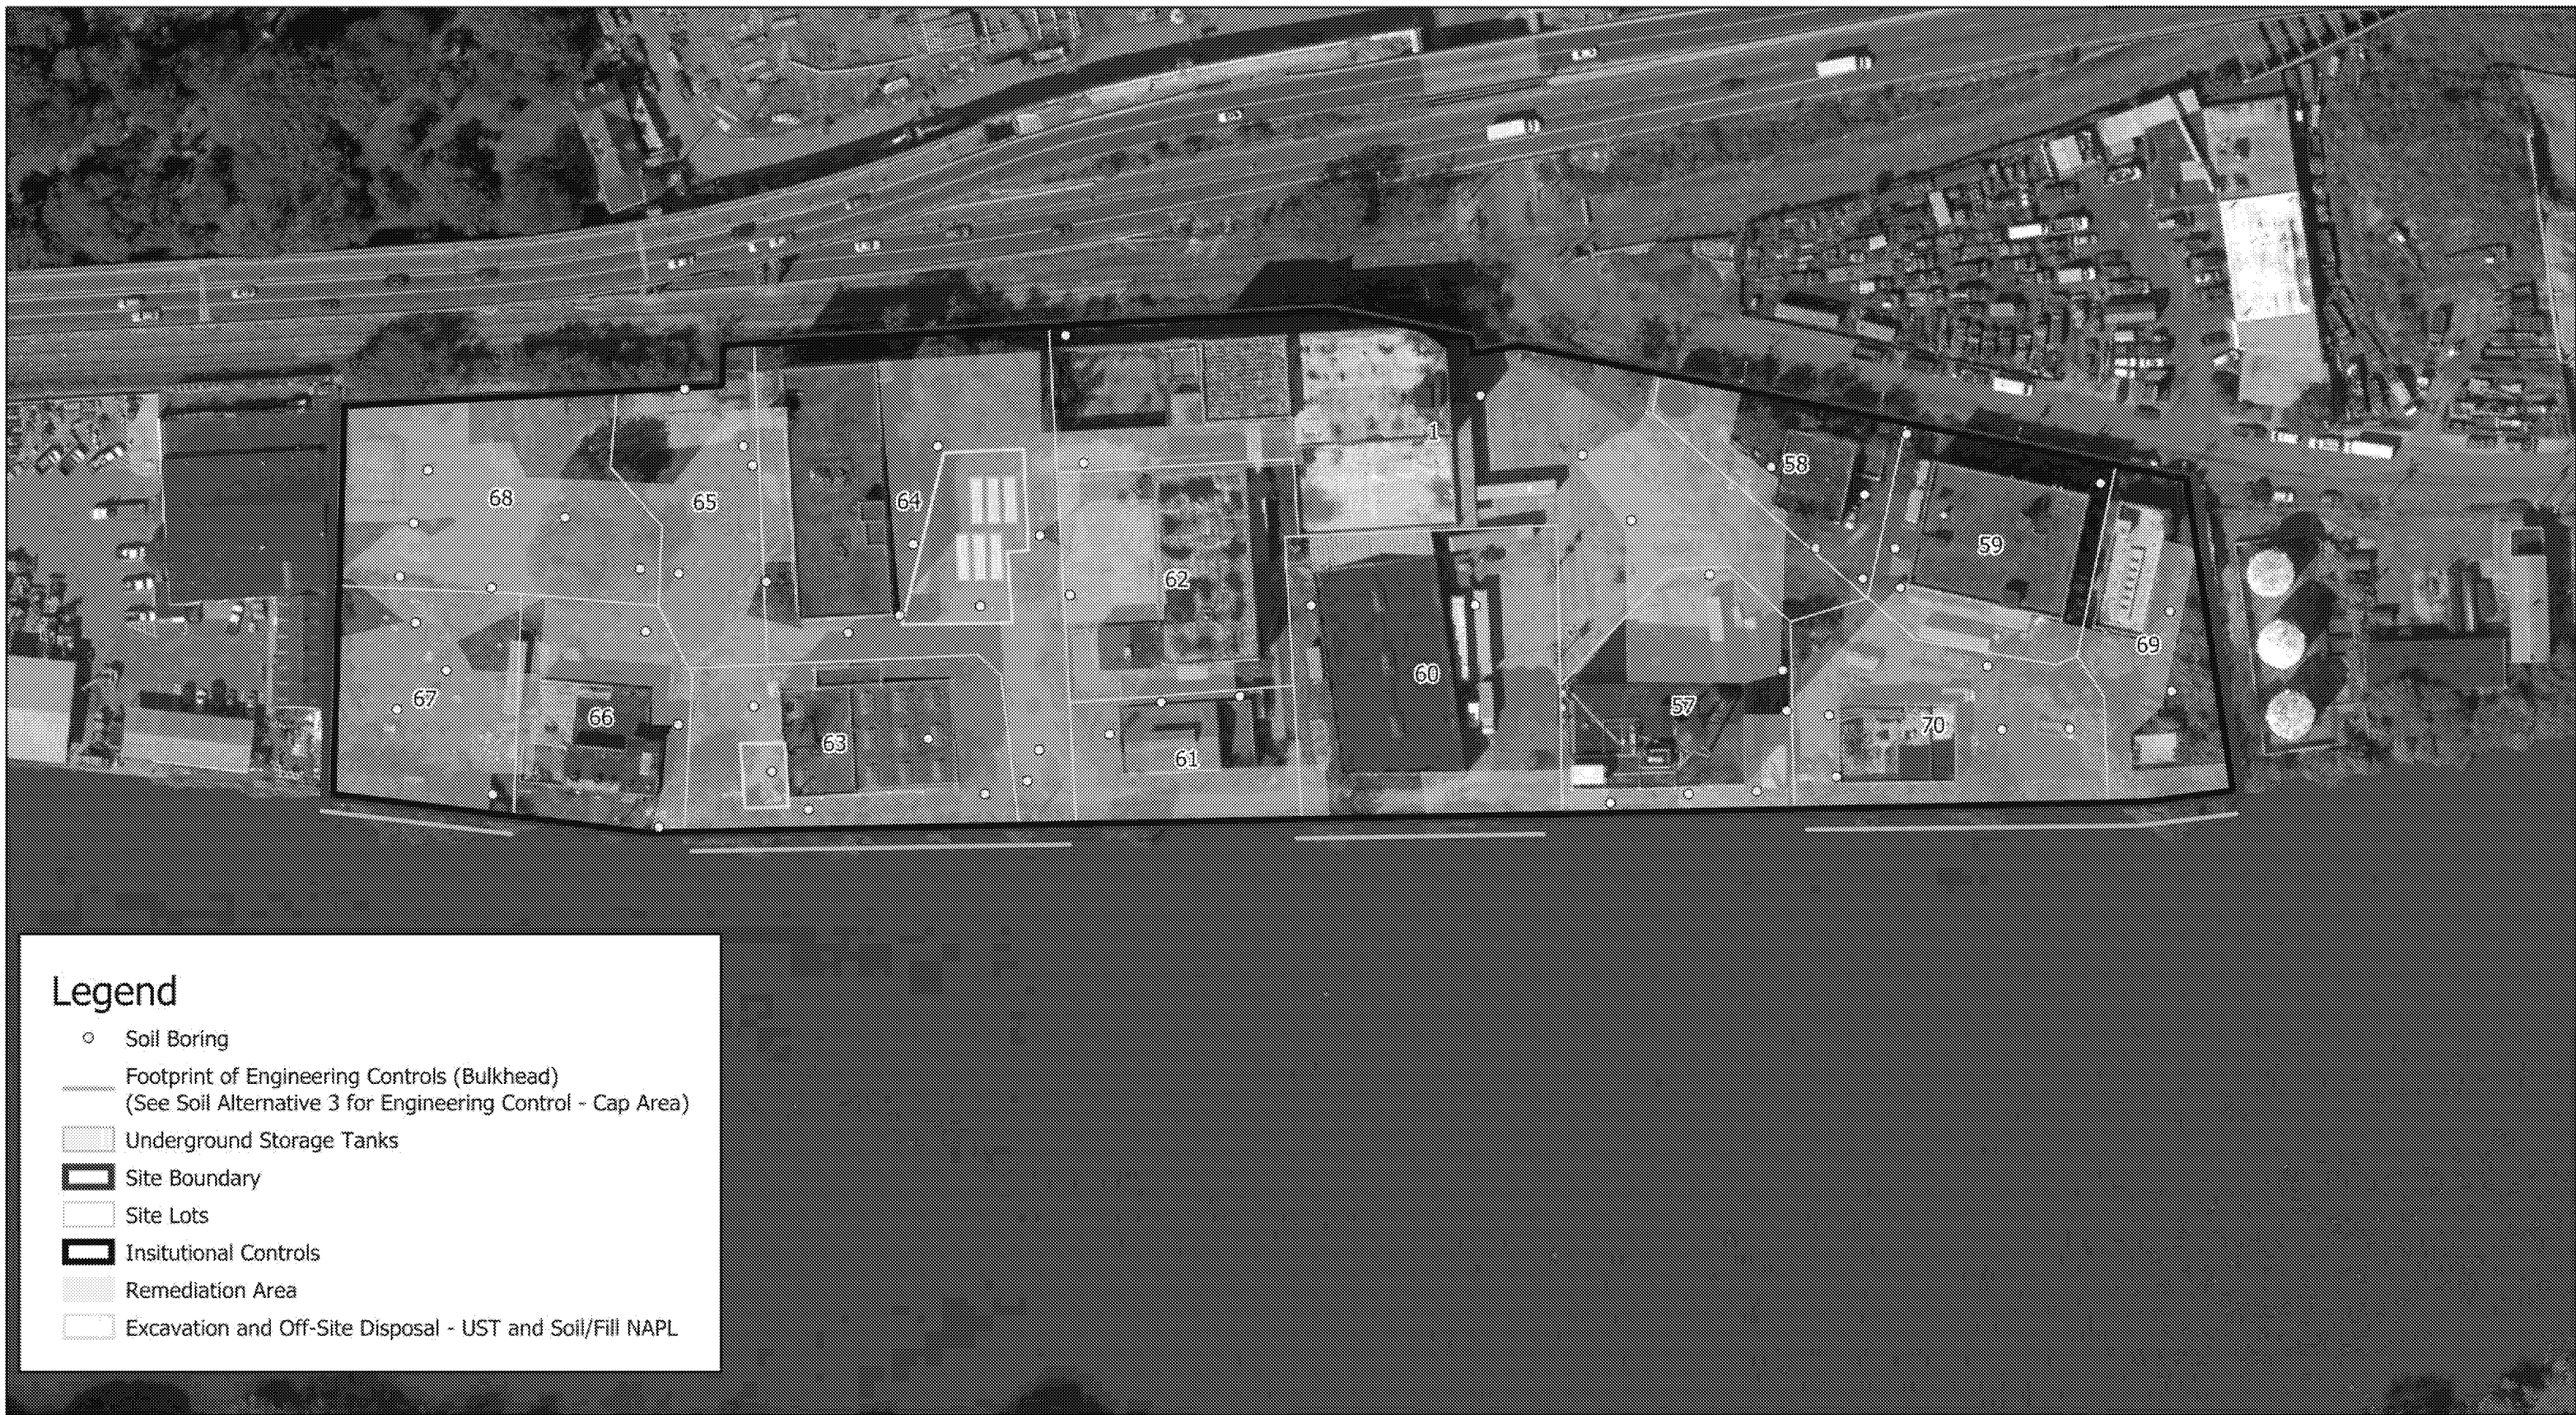 1
58
68
65
64
59
62
69
60
67
57
66
70
63
61
Legend
Soil Boring
Footprint of Engineering Controls (Bulkhead)
(See Soil Alternative 3 for Engineering Control - Cap Area)
Underground Storage Tanks
Site Boundary
Site Lots
Insitutional Controls
Remediation Area
Excavation and Off-Site Disposal - UST and Soil/Fill NAPL